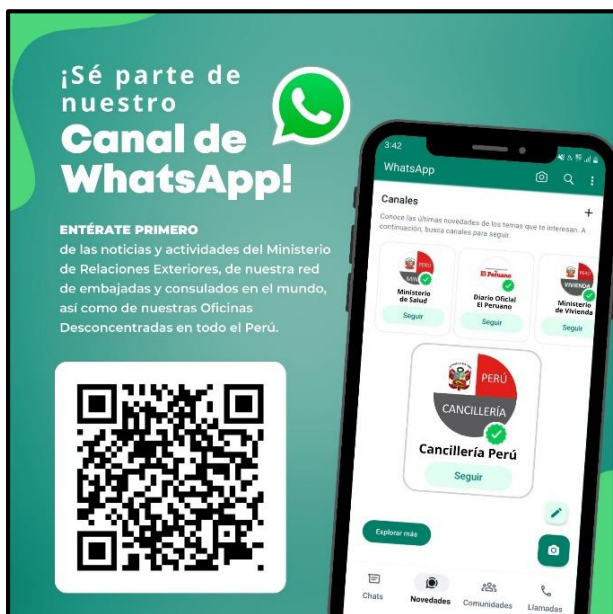 ¡Sé parte de
nuestro
Canal de
WhatsApp!
ENTÉRATE PRIMERO
de las noticias y actividades del Ministerio
de Relaciones Exteriores, de nuestra red
de embajadas y consulados en el mundo,
así como de nuestras Oficinas
Desconcentradas en todo el Perú.
3:42
WhatsApp
Canales
Conoce las últimas novedades de los temas que te interesan. A
continuación, busca canales para seguir.
PERÚ
Ministerio
de Salud
Seguir
El Peruano
Diario Oficial
El Peruano
Seguir
PERÚ
VIVIENDA
Ministerio
de Vivienda
Seguir
PERÚ
CANCILLERÍA
Cancillería Perú
Seguir
Explorar más
Chats
Novedades
Comunidades
Llamadas